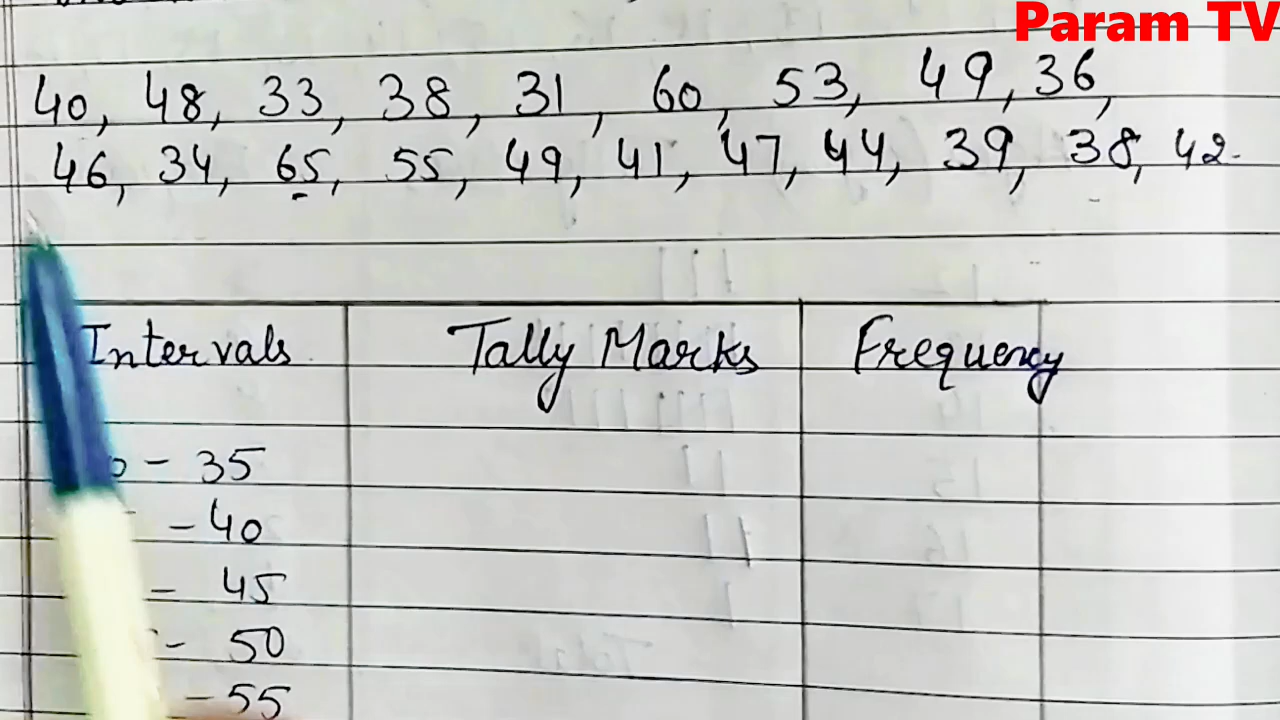 Param TV
40, 48, 33, 38, 31, 60, 53, 49, 36,
46, 34, 65, 55, 49, 41, 47, 44, 39, 38, 42.
Intervals Tally Marks Frequency
- 35
- 40
- 45
- 50
- 55